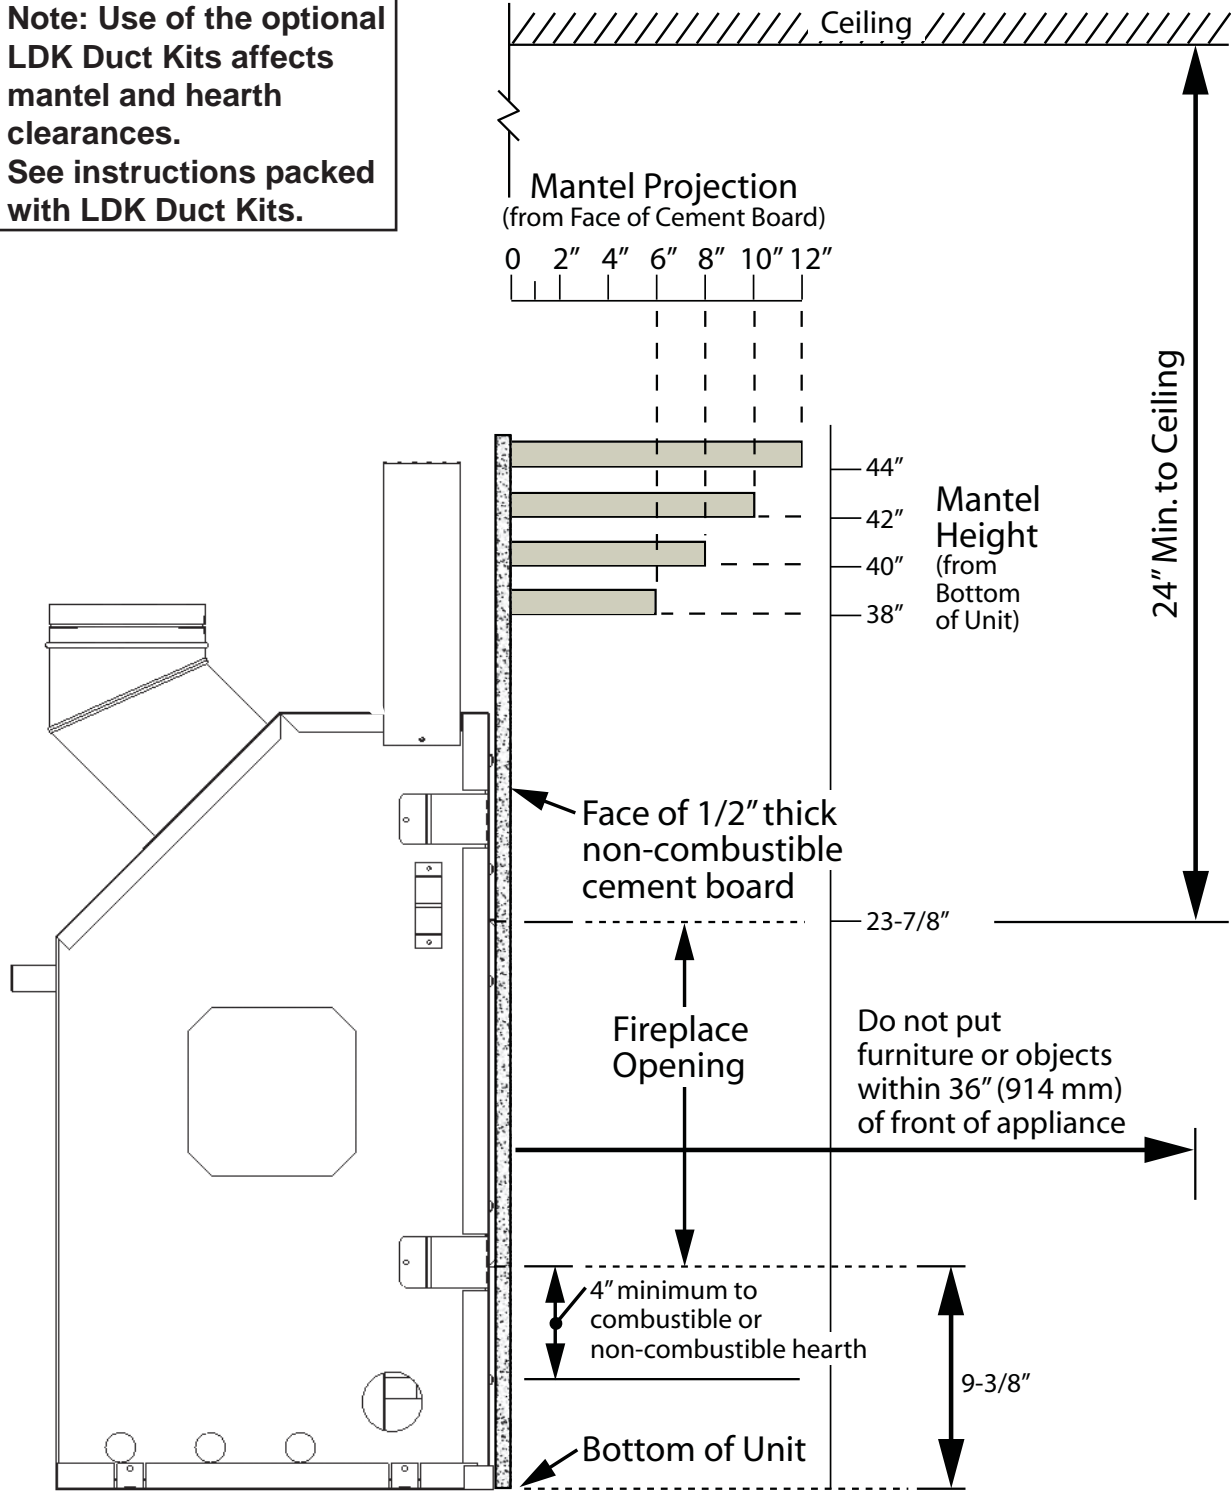 Note: Use of the optional
LDK Duct Kits affects
mantel and hearth
clearances.
See instructions packed
with LDK Duct Kits.
Ceiling
Mantel Projection
(from Face of Cement Board)
0 2” 4” 6” 8” 10” 12”
24” Min. to Ceiling
44”
42”
40”
38”
Mantel
Height
(from
Bottom
of Unit)
Face of 1/2” thick
non-combustible
cement board
23-7/8”
Fireplace
Opening
Do not put
furniture or objects
within 36” (914 mm)
of front of appliance
4” minimum to
combustible or
non-combustible hearth
9-3/8”
Bottom of Unit